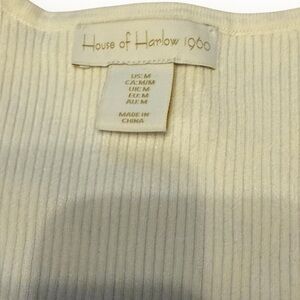 House of Harlow 1960
US:M
CA:M/M
UK:M
EU:M
AU:M
MADE IN
CHINA